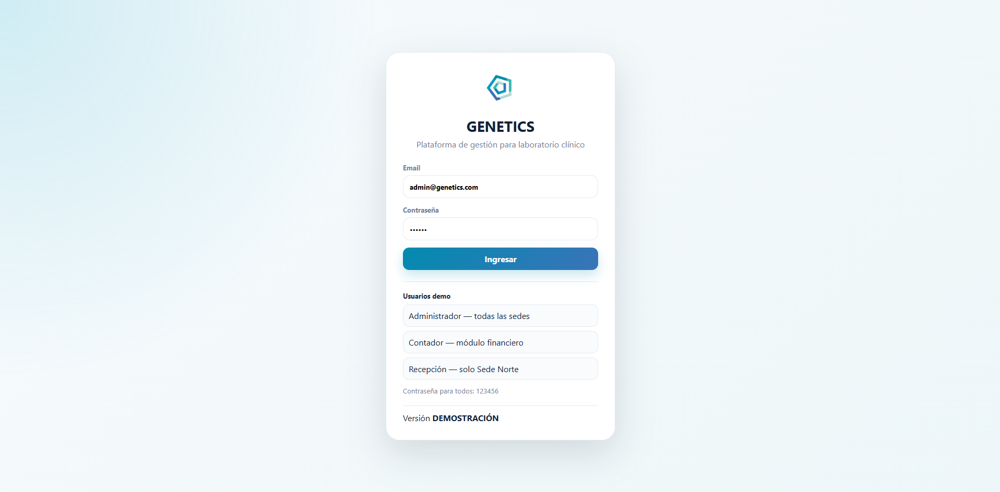 GENETICS
Plataforma de gestión para laboratorio clínico
Email
admin@genetics.com
Contraseña
••••••
Ingresar
Usuarios demo
Administrador — todas las sedes
Contador — módulo financiero
Recepción — solo Sede Norte
Contraseña para todos: 123456
Versión DEMOSTRACIÓN